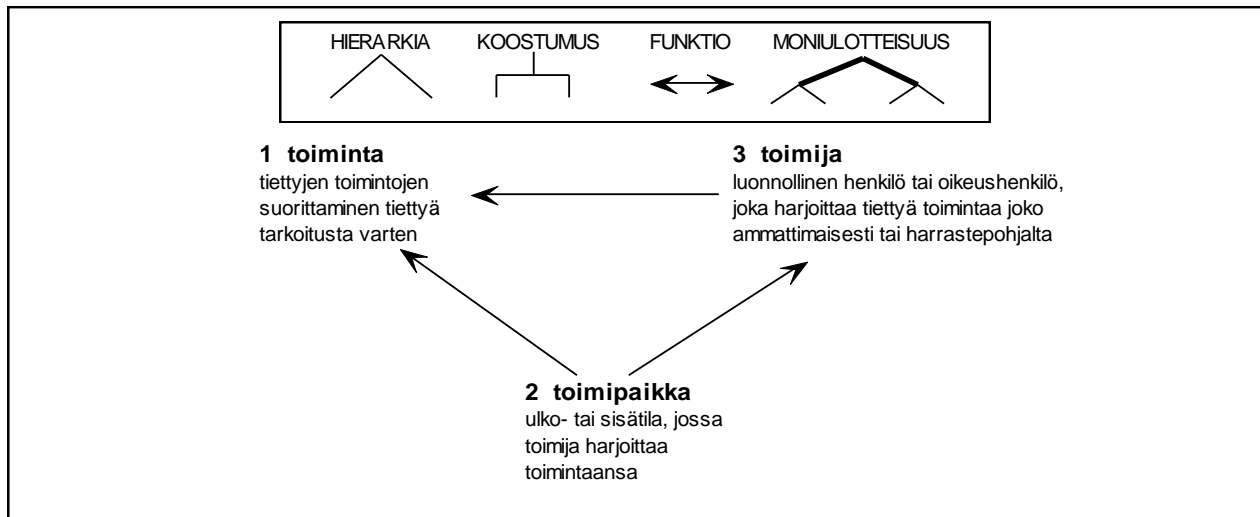 HIERARKIA KOOSTUMUS FUNKTIO MONIULOTTEISUUS
1 toiminta
tiettyjen toimintojen
suorittaminen tiettyä
tarkoitusta varten
3 toimija
luonnollinen henkilö tai oikeushenkilö,
joka harjoittaa tiettyä toimintaa joko
ammattimaisesti tai harrastepohjalta
2 toimipaikka
ulko- tai sisätila, jossa
toimija harjoittaa
toimintaansa